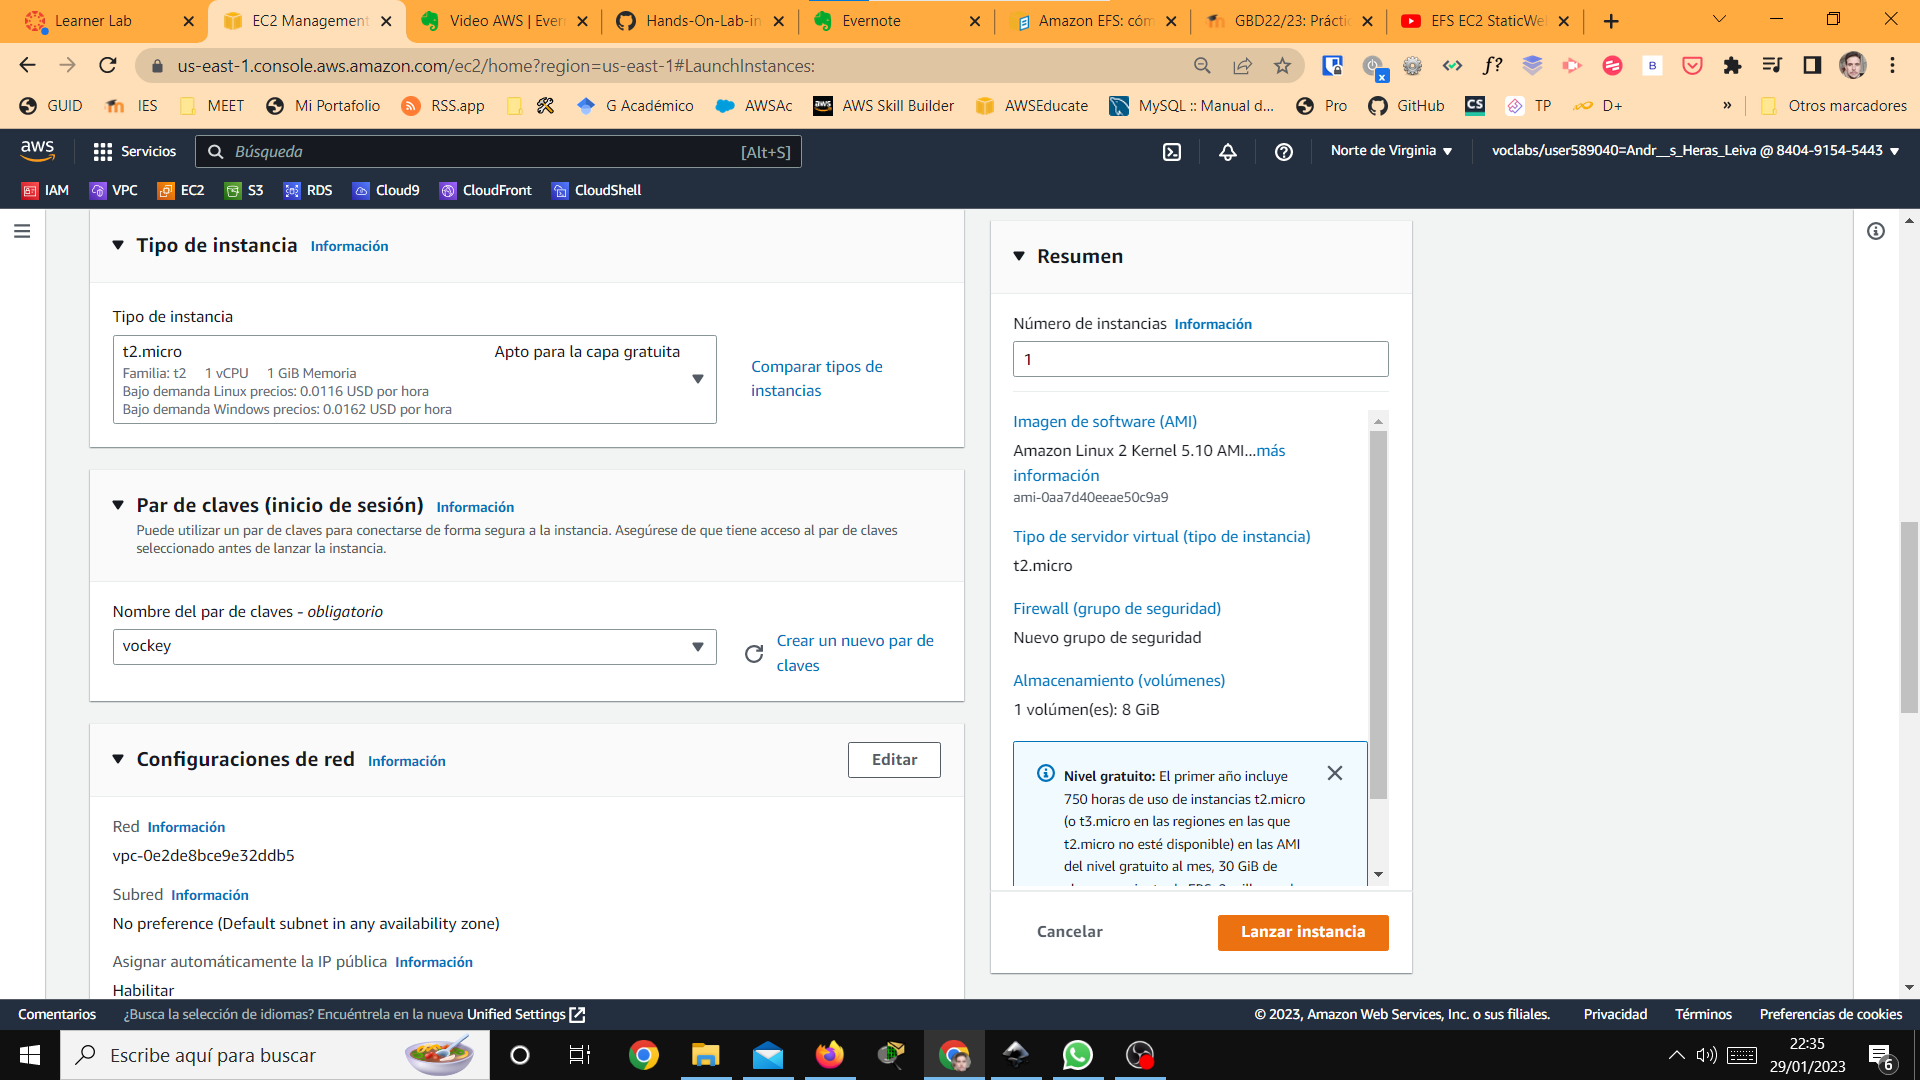 Learner Lab
EC2 Management
Video AWS | Ever
Hands-On-Lab-in
Evernote
Amazon EFS: cóm
GBD22/23: Prácti
EFS EC2 StaticWe
us-east-1.console.aws.amazon.com/ec2/home?region=us-east-1#LaunchInstances:
GUID
IES
MEET
Mi Portafolio
RSS.app
G Académico
AWSAc
AWS Skill Builder
AWSEducate
MySQL :: Manual d...
Pro
GitHub
CS
TP
D+
»
Otros marcadores
aws
Servicios
Búsqueda
[Alt+S]
Norte de Virginia
voclabs/user589040=Andr__s_Heras_Leiva @ 8404-9154-5443
IAM
VPC
EC2
S3
RDS
Cloud9
CloudFront
CloudShell
Tipo de instancia Información
Tipo de instancia
t2.micro
Apto para la capa gratuita
Familia: t2 1 vCPU 1 GiB Memoria
Bajo demanda Linux precios: 0.0116 USD por hora
Bajo demanda Windows precios: 0.0162 USD por hora
Comparar tipos de
instancias
Par de claves (inicio de sesión) Información
Puede utilizar un par de claves para conectarse de forma segura a la instancia. Asegúrese de que tiene acceso al par de claves
seleccionado antes de lanzar la instancia.
Nombre del par de claves - obligatorio
vockey
Crear un nuevo par de
claves
Configuraciones de red Información
Editar
Red Información
vpc-0e2de8bce9e32ddb5
Subred Información
No preference (Default subnet in any availability zone)
Asignar automáticamente la IP pública Información
Habilitar
Resumen
Número de instancias Información
1
Imagen de software (AMI)
Amazon Linux 2 Kernel 5.10 AMI...más
información
ami-0aa7d40eeae50c9a9
Tipo de servidor virtual (tipo de instancia)
t2.micro
Firewall (grupo de seguridad)
Nuevo grupo de seguridad
Almacenamiento (volúmenes)
1 volúmen(es): 8 GiB
Nivel gratuito: El primer año incluye
750 horas de uso de instancias t2.micro
(o t3.micro en las regiones en las que
t2.micro no esté disponible) en las AMI
del nivel gratuito al mes, 30 GiB de
Cancelar
Lanzar instancia
Comentarios
¿Busca la selección de idiomas? Encuéntrela en la nueva Unified Settings
© 2023, Amazon Web Services, Inc. o sus filiales.
Privacidad
Términos
Preferencias de cookies
Escribe aquí para buscar
22:35
29/01/2023
6